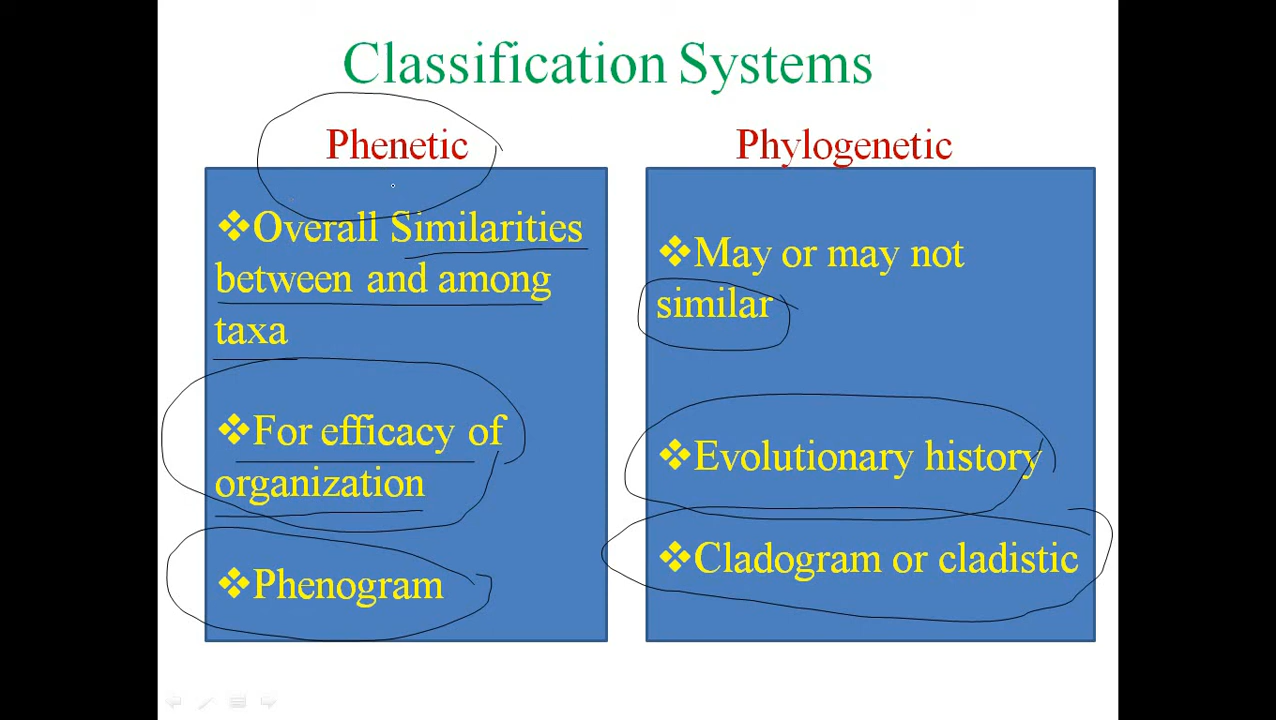 Classification Systems
Phenetic
❖Overall Similarities
between and among
taxa
❖For efficacy of
organization
❖Phenogram
Phylogenetic
❖May or may not
similar
❖Evolutionary history
❖Cladogram or cladistic